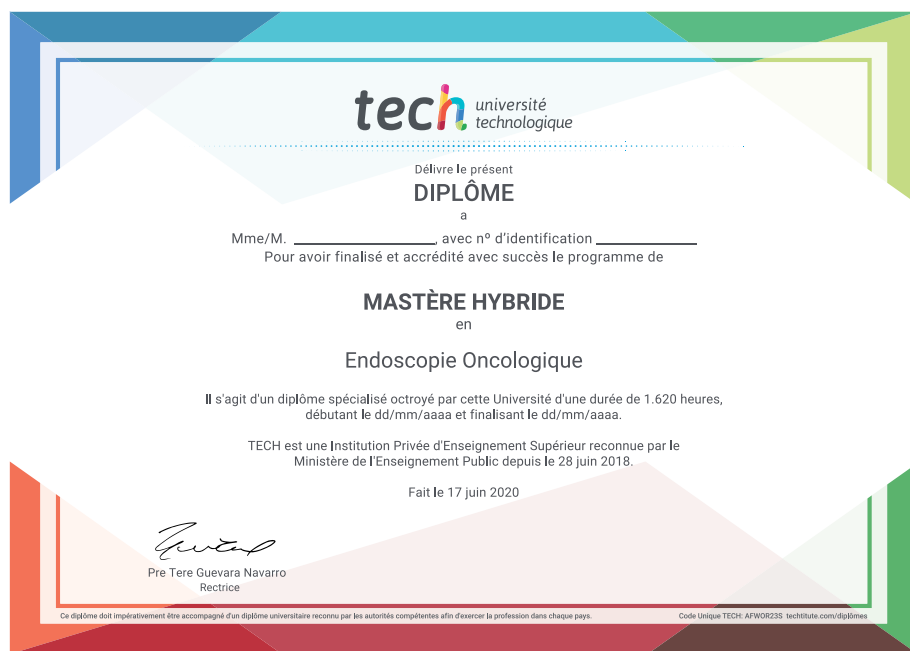 tech université
technologique
Délivre le présent
DIPLÔME
a
Mme/M. ____________________, avec nº d'identification ______________
Pour avoir finalisé et accrédité avec succès le programme de
MASTÈRE HYBRIDE
en
Endoscopie Oncologique
Il s'agit d'un diplôme spécialisé octroyé par cette Université d'une durée de 1.620 heures,
débutant le dd/mm/aaaa et finalisant le dd/mm/aaaa.
TECH est une Institution Privée d'Enseignement Supérieur reconnue par le
Ministère de l'Enseignement Public depuis le 28 juin 2018.
Fait le 17 juin 2020
Pre Tere Guevara Navarro
Rectrice
Ce diplôme doit impérativement être accompagné d'un diplôme universitaire reconnu par les autorités compétentes afin d'exercer la profession dans chaque pays.
Code Unique TECH: AFWOR23S techtitute.com/diplômes